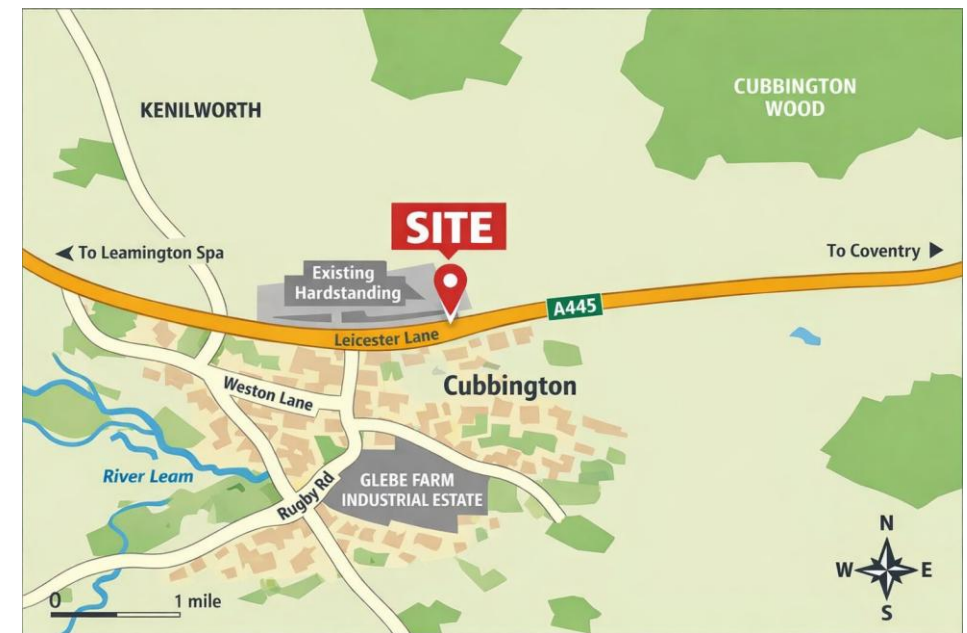 KENILWORTH
CUBBINGTON
WOOD
SITE
To Leamington Spa
To Coventry
Existing
Hardstanding
A445
Leicester Lane
Cubbington
Weston Lane
River Leam
GLEBE FARM
INDUSTRIAL ESTATE
Rugby Rd
N
W E
S
0 1 mile